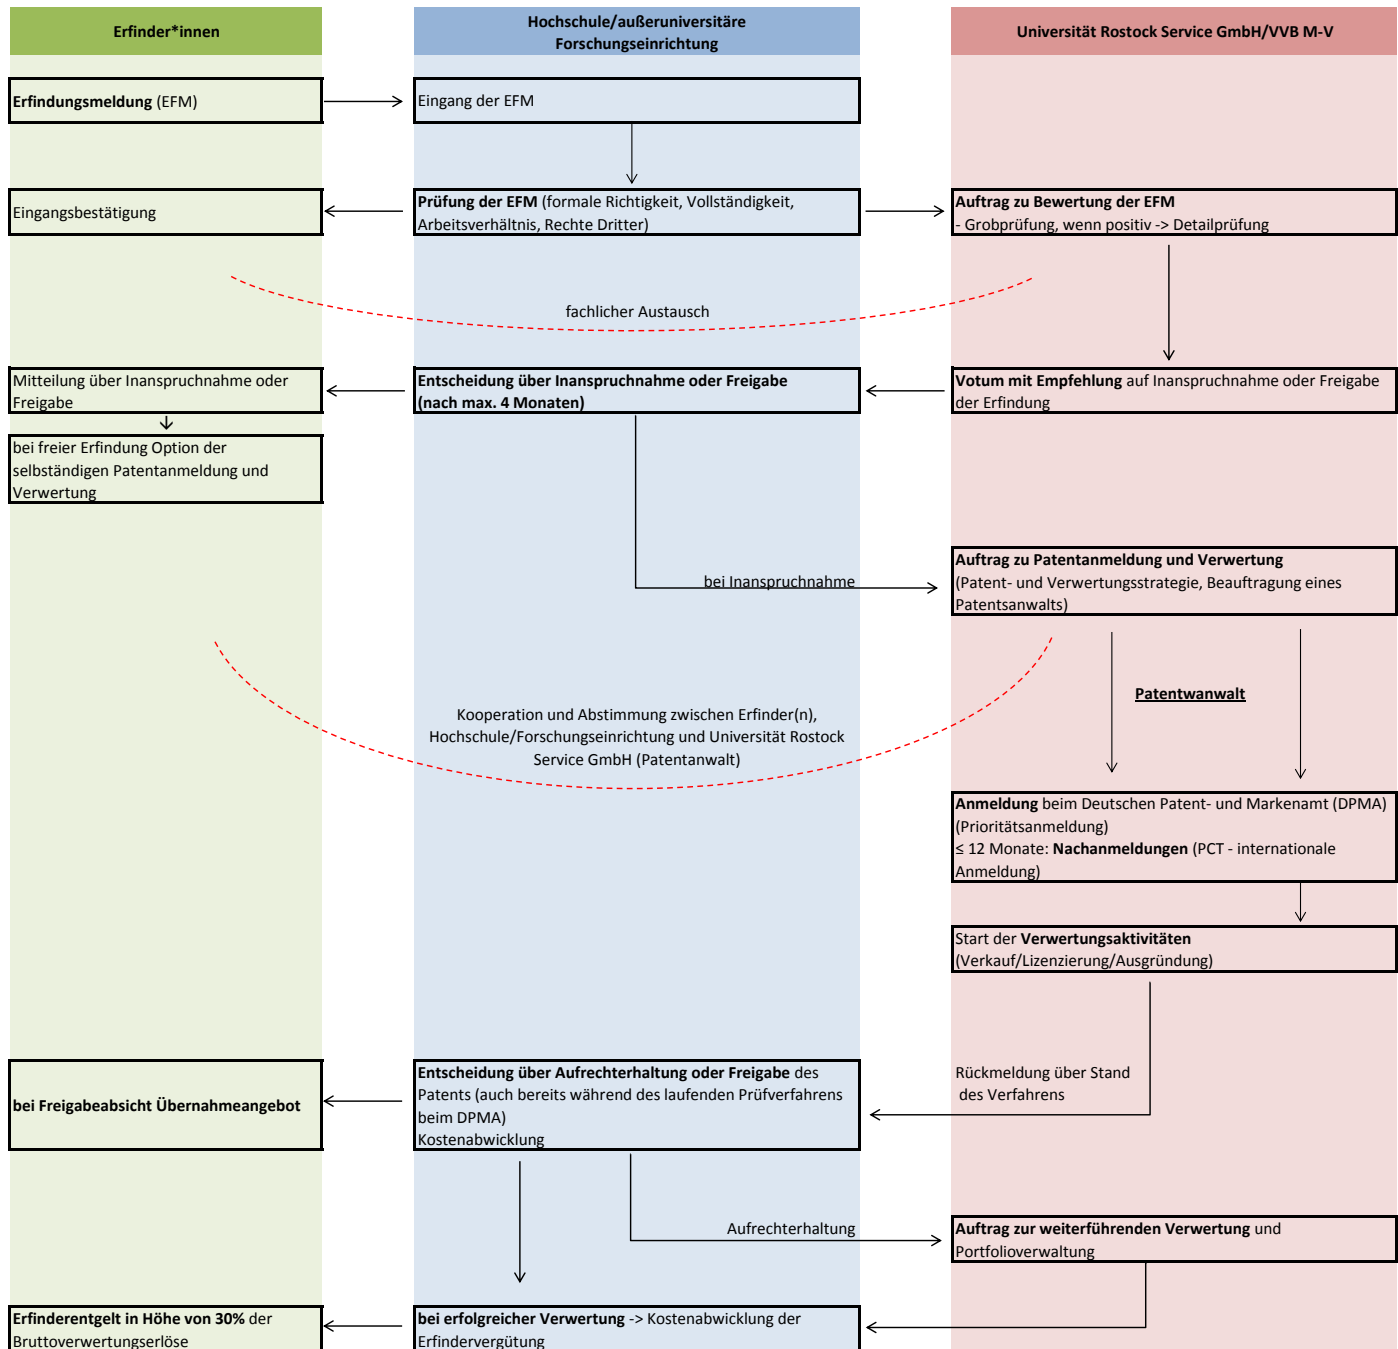 Erfinder*innen
Hochschule/außeruniversitäre
Forschungseinrichtung
Universität Rostock Service GmbH/VVB M-V
Erfindungsmeldung (EFM)
Eingang der EFM
Eingangsbestätigung
Prüfung der EFM (formale Richtigkeit, Vollständigkeit,
Arbeitsverhältnis, Rechte Dritter)
Auftrag zu Bewertung der EFM
- Grobprüfung, wenn positiv -> Detailprüfung
fachlicher Austausch
Mitteilung über Inanspruchnahme oder
Freigabe
Entscheidung über Inanspruchnahme oder Freigabe
(nach max. 4 Monaten)
Votum mit Empfehlung auf Inanspruchnahme oder Freigabe
der Erfindung
bei freier Erfindung Option der
selbständigen Patentanmeldung und
Verwertung
bei Inanspruchnahme
Auftrag zu Patentanmeldung und Verwertung
(Patent- und Verwertungsstrategie, Beauftragung eines
Patentsanwalts)
Patentwanwalt
Kooperation und Abstimmung zwischen Erfinder(n),
Hochschule/Forschungseinrichtung und Universität Rostock
Service GmbH (Patentanwalt)
Anmeldung beim Deutschen Patent- und Markenamt (DPMA)
(Prioritätsanmeldung)
≤ 12 Monate: Nachanmeldungen (PCT - internationale
Anmeldung)
Start der Verwertungsaktivitäten
(Verkauf/Lizenzierung/Ausgründung)
Rückmeldung über Stand
des Verfahrens
bei Freigabeabsicht Übernahmeangebot
Entscheidung über Aufrechterhaltung oder Freigabe des
Patents (auch bereits während des laufenden Prüfverfahrens
beim DPMA)
Kostenabwicklung
Aufrechterhaltung
Auftrag zur weiterführenden Verwertung und
Portfolioverwaltung
Erfinderentgelt in Höhe von 30% der
Bruttoverwertungserlöse
bei erfolgreicher Verwertung -> Kostenabwicklung der
Erfindervergütung